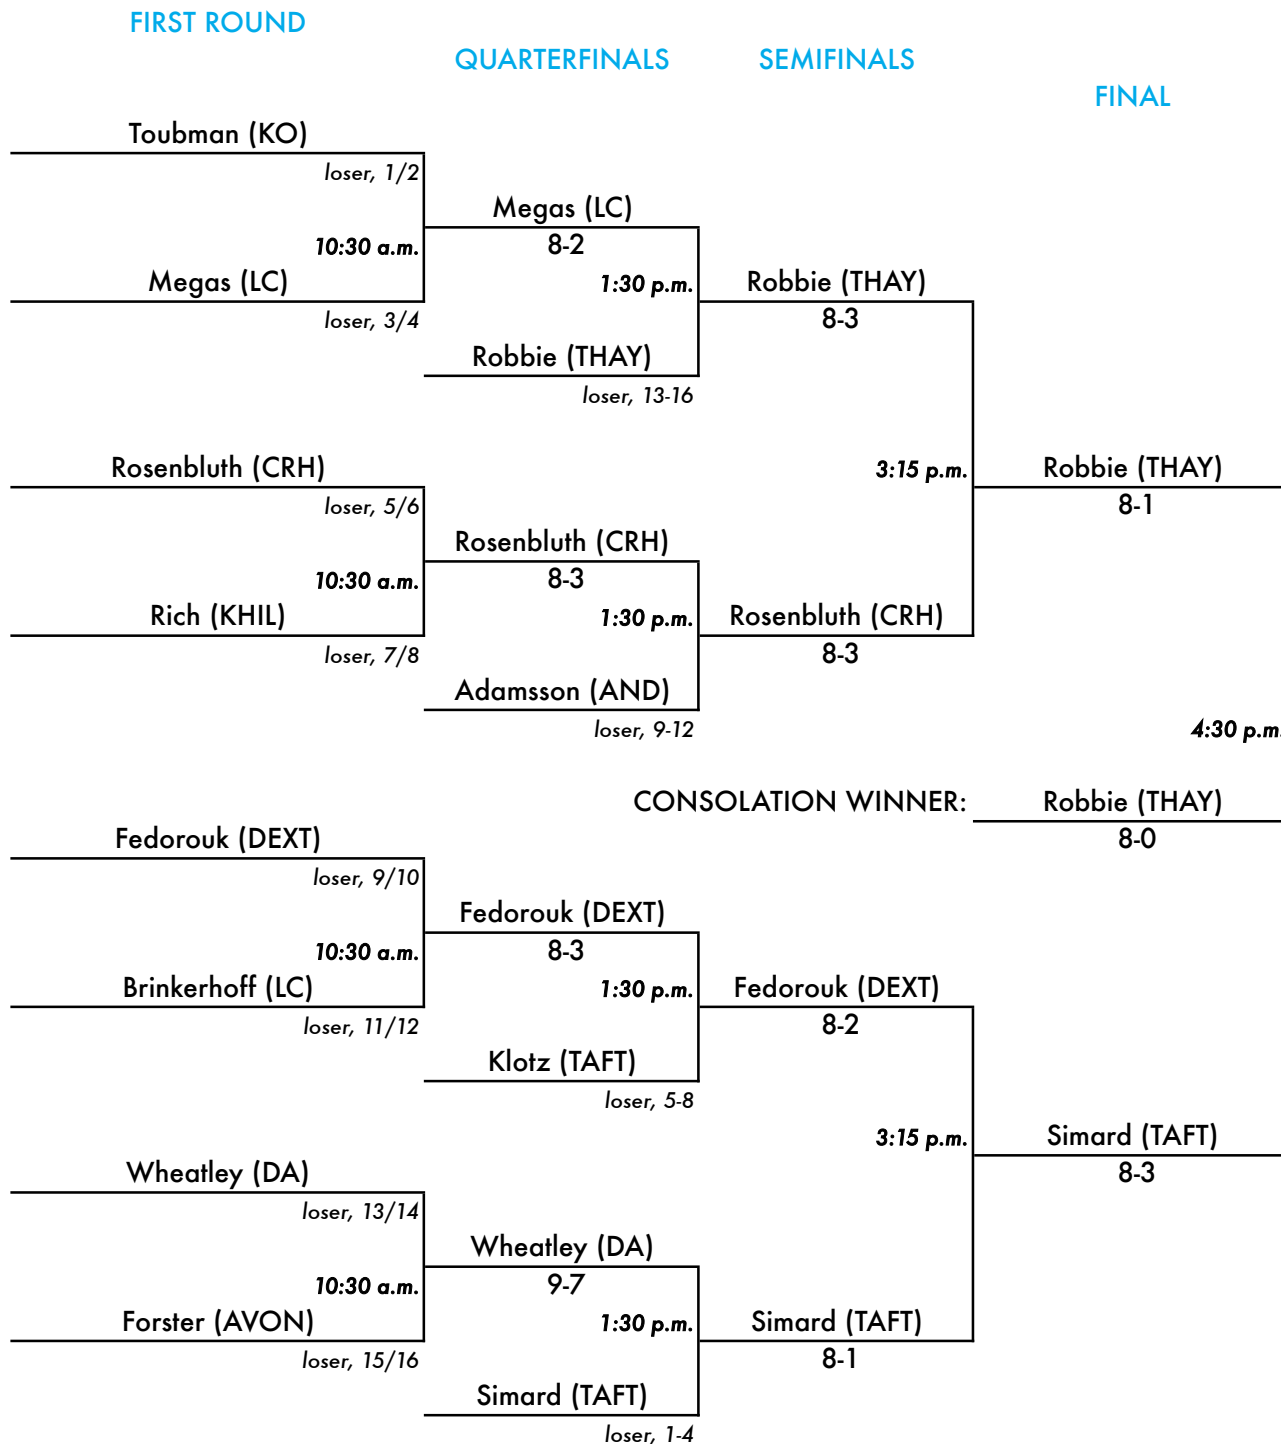 FIRST ROUND
QUARTERFINALS
SEMIFINALS
FINAL
Toubman (KO)
loser, 1/2
Megas (LC)
10:30 a.m.
8-2
Megas (LC)
1:30 p.m.
Robbie (THAY)
loser, 3/4
8-3
Robbie (THAY)
loser, 13-16
Rosenbluth (CRH)
3:15 p.m.
Robbie (THAY)
loser, 5/6
8-1
Rosenbluth (CRH)
10:30 a.m.
8-3
Rich (KHIL)
1:30 p.m.
Rosenbluth (CRH)
loser, 7/8
8-3
Adamsson (AND)
loser, 9-12
4:30 p.m.
CONSOLATION WINNER:
Robbie (THAY)
8-0
Fedorouk (DEXT)
loser, 9/10
Fedorouk (DEXT)
10:30 a.m.
8-3
Brinkerhoff (LC)
1:30 p.m.
Fedorouk (DEXT)
loser, 11/12
8-2
Klotz (TAFT)
loser, 5-8
3:15 p.m.
Simard (TAFT)
8-3
Wheatley (DA)
loser, 13/14
Wheatley (DA)
10:30 a.m.
9-7
Forster (AVON)
1:30 p.m.
Simard (TAFT)
loser, 15/16
8-1
Simard (TAFT)
loser, 1-4